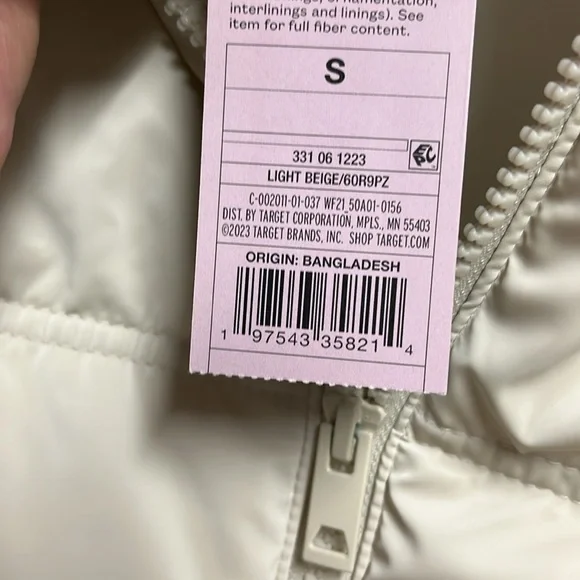 interlinings and linings). See
item for full fiber content.
S
331 06 1223
EPC
LIGHT BEIGE/60R9PZ
C-002011-01-037 WF21_50A01-0156
DIST. BY TARGET CORPORATION, MPLS., MN 55403
©2023 TARGET BRANDS, INC. SHOP TARGET.COM
ORIGIN: BANGLADESH
1 97543 35821 4